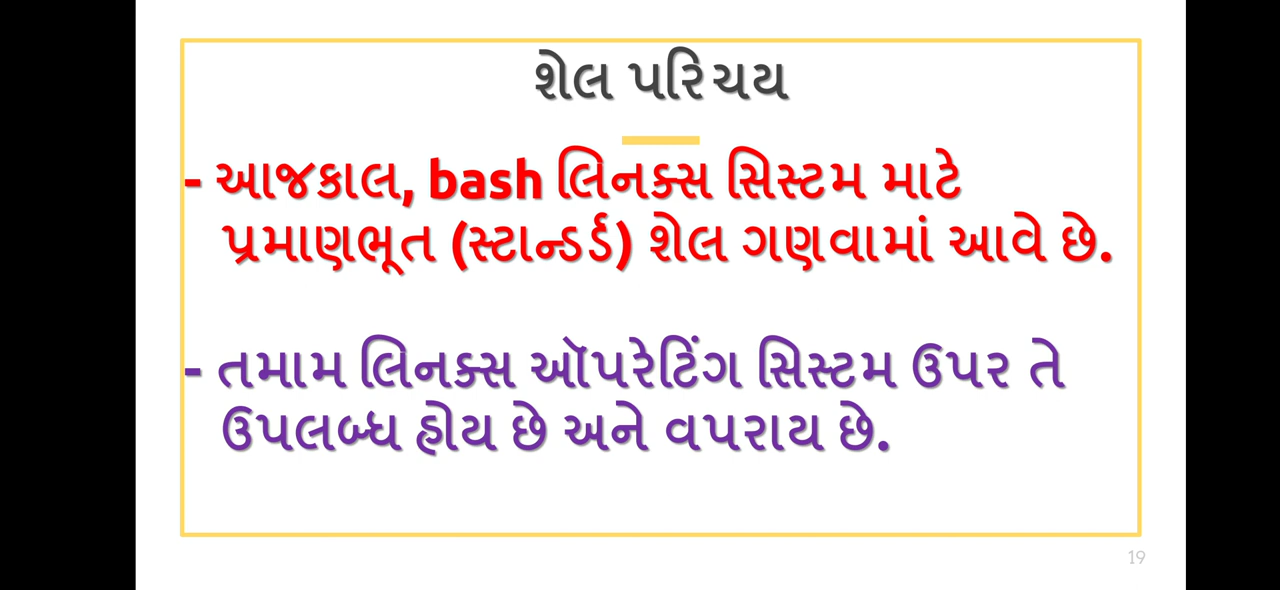 શેલ પરિચય
- આજકાલ, bash લિનક્સ સિસ્ટમ માટે
પ્રમાણભૂત (સ્ટાન્ડર્ડ) શેલ ગણવામાં આવે છે.
- તમામ લિનક્સ ઑપરેટિંગ સિસ્ટમ ઉપર તે
ઉપલબ્ધ હોય છે અને વપરાય છે.
19